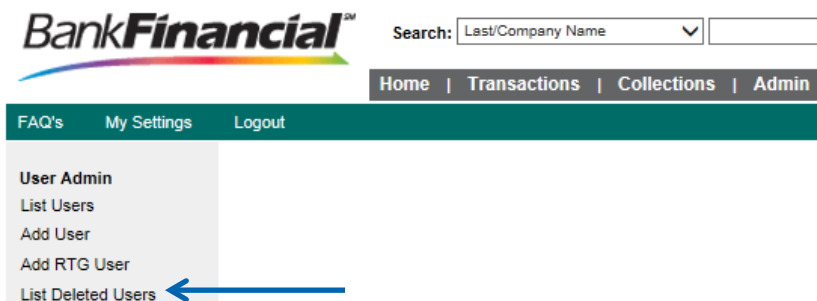 BankFinancial℠
Search: Last/Company Name
Home | Transactions | Collections | Admin
FAQ's My Settings Logout
User Admin
List Users
Add User
Add RTG User
List Deleted Users